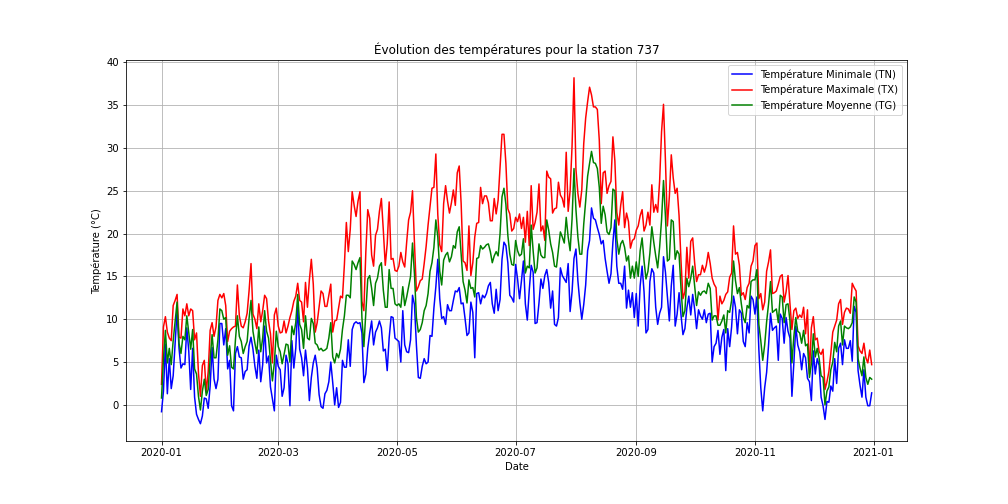 Évolution des températures pour la station 737
Température Minimale (TN)
Température Maximale (TX)
Température Moyenne (TG)
Température (°C)
40
35
30
25
20
15
10
5
0
2020-01
2020-03
2020-05
2020-07
2020-09
2020-11
2021-01
Date